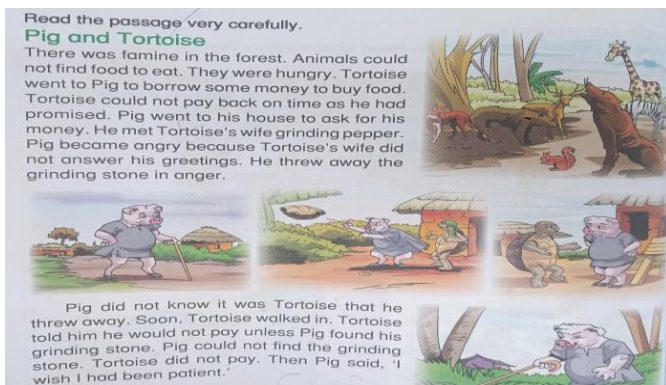 Read the passage very carefully.
Pig and Tortoise
There was famine in the forest. Animals could
not find food to eat. They were hungry. Tortoise
went to Pig to borrow some money to buy food.
Tortoise could not pay back on time as he had
promised. Pig went to his house to ask for his
money. He met Tortoise's wife grinding pepper.
Pig became angry because Tortoise's wife did
not answer his greetings. He threw away the
grinding stone in anger.
Pig did not know it was Tortoise that he
threw away. Soon, Tortoise walked in. Tortoise
told him he would not pay unless Pig found his
grinding stone. Pig could not find the grinding
stone. Tortoise did not pay. Then Pig said, 'I
wish I had been patient.'